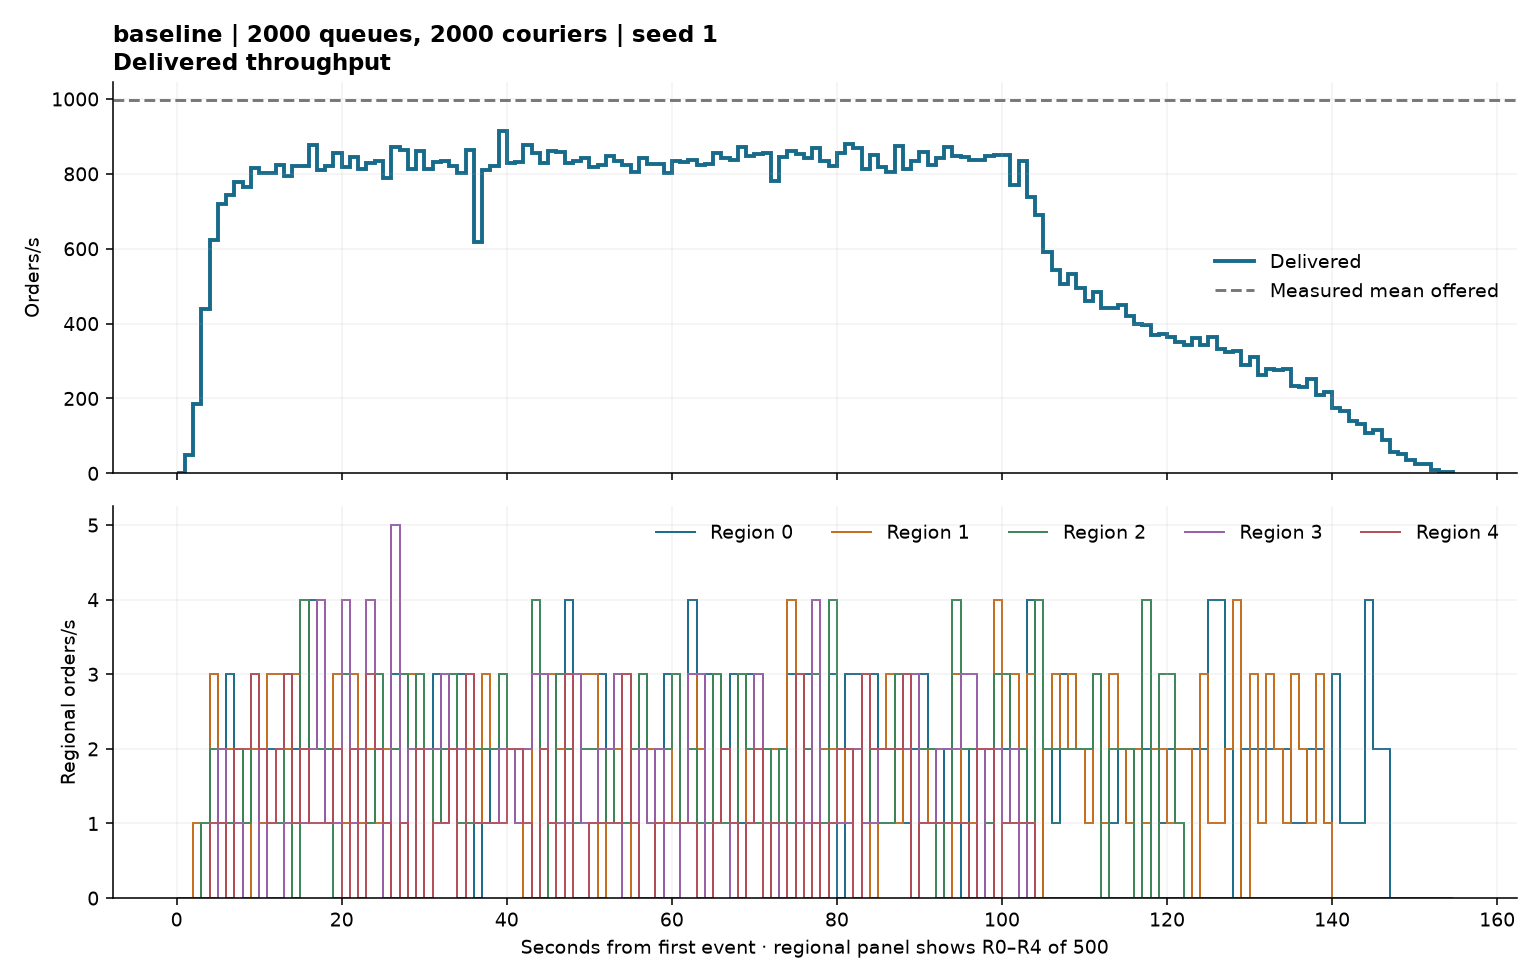 baseline | 2000 queues, 2000 couriers | seed 1
Delivered throughput
1000
800
600
400
200
0
Orders/s
Delivered
Measured mean offered
5
4
3
2
1
0
Regional orders/s
Region 0
Region 1
Region 2
Region 3
Region 4
0
20
40
60
80
100
120
140
160
Seconds from first event · regional panel shows R0–R4 of 500